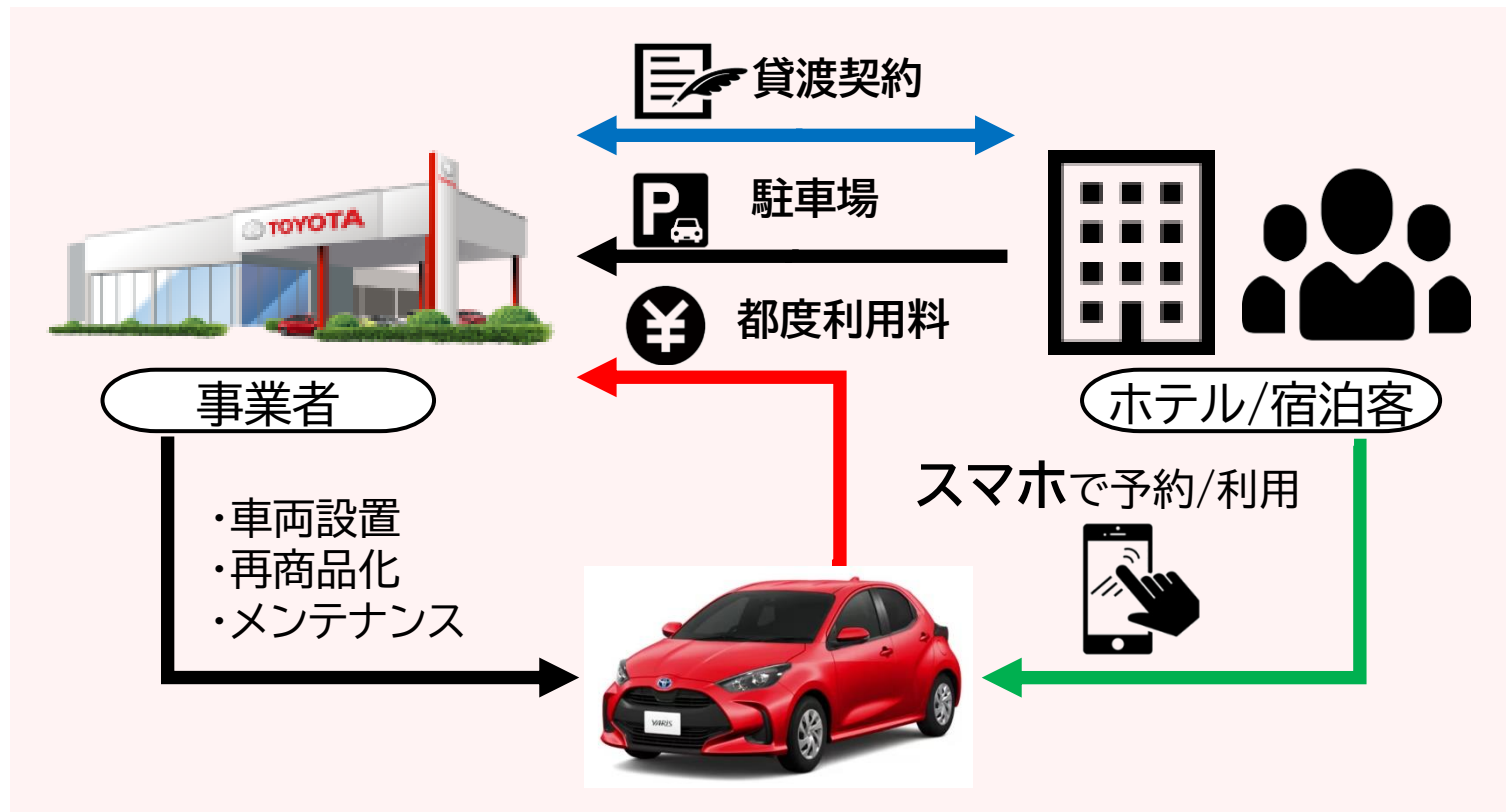 貸渡契約
P
駐車場
TOYOTA
¥
都度利用料
事業者
ホテル/宿泊客
スマホで予約/利用
・車両設置
・再商品化
・メンテナンス
YARIS